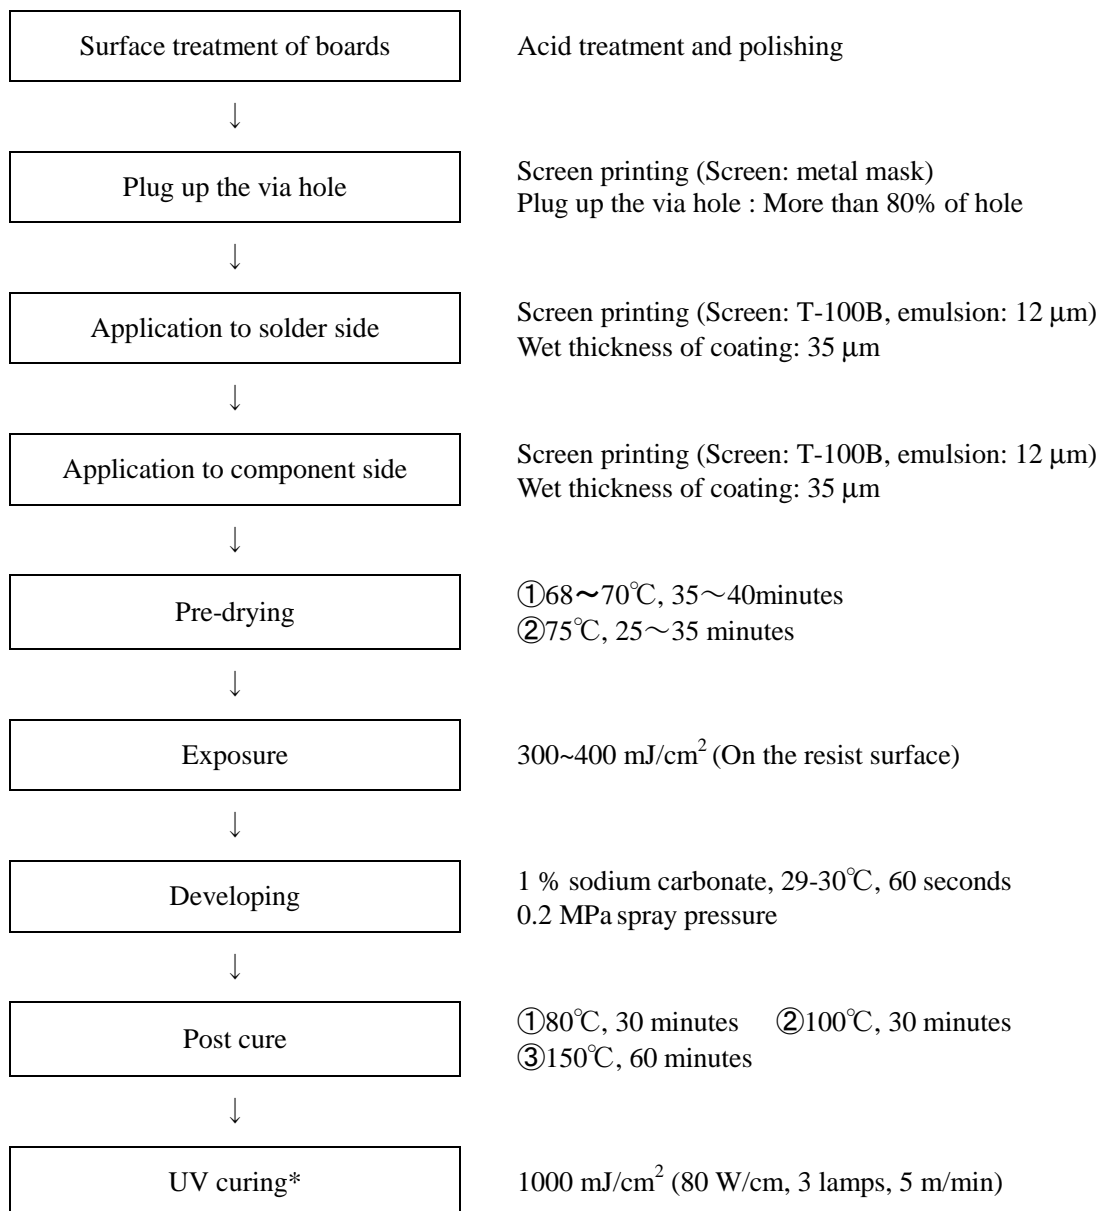 Surface treatment of boards
Acid treatment and polishing
↓
Plug up the via hole
Screen printing (Screen: metal mask)
Plug up the via hole : More than 80% of hole
↓
Application to solder side
Screen printing (Screen: T-100B, emulsion: 12 μm)
Wet thickness of coating: 35 μm
↓
Application to component side
Screen printing (Screen: T-100B, emulsion: 12 μm)
Wet thickness of coating: 35 μm
↓
Pre-drying
①68~70℃, 35~40minutes
②75℃, 25~35 minutes
↓
Exposure
300~400 mJ/cm² (On the resist surface)
↓
Developing
1 % sodium carbonate, 29-30℃, 60 seconds
0.2 MPa spray pressure
↓
Post cure
①80℃, 30 minutes ②100℃, 30 minutes
③150℃, 60 minutes
↓
UV curing*
1000 mJ/cm² (80 W/cm, 3 lamps, 5 m/min)